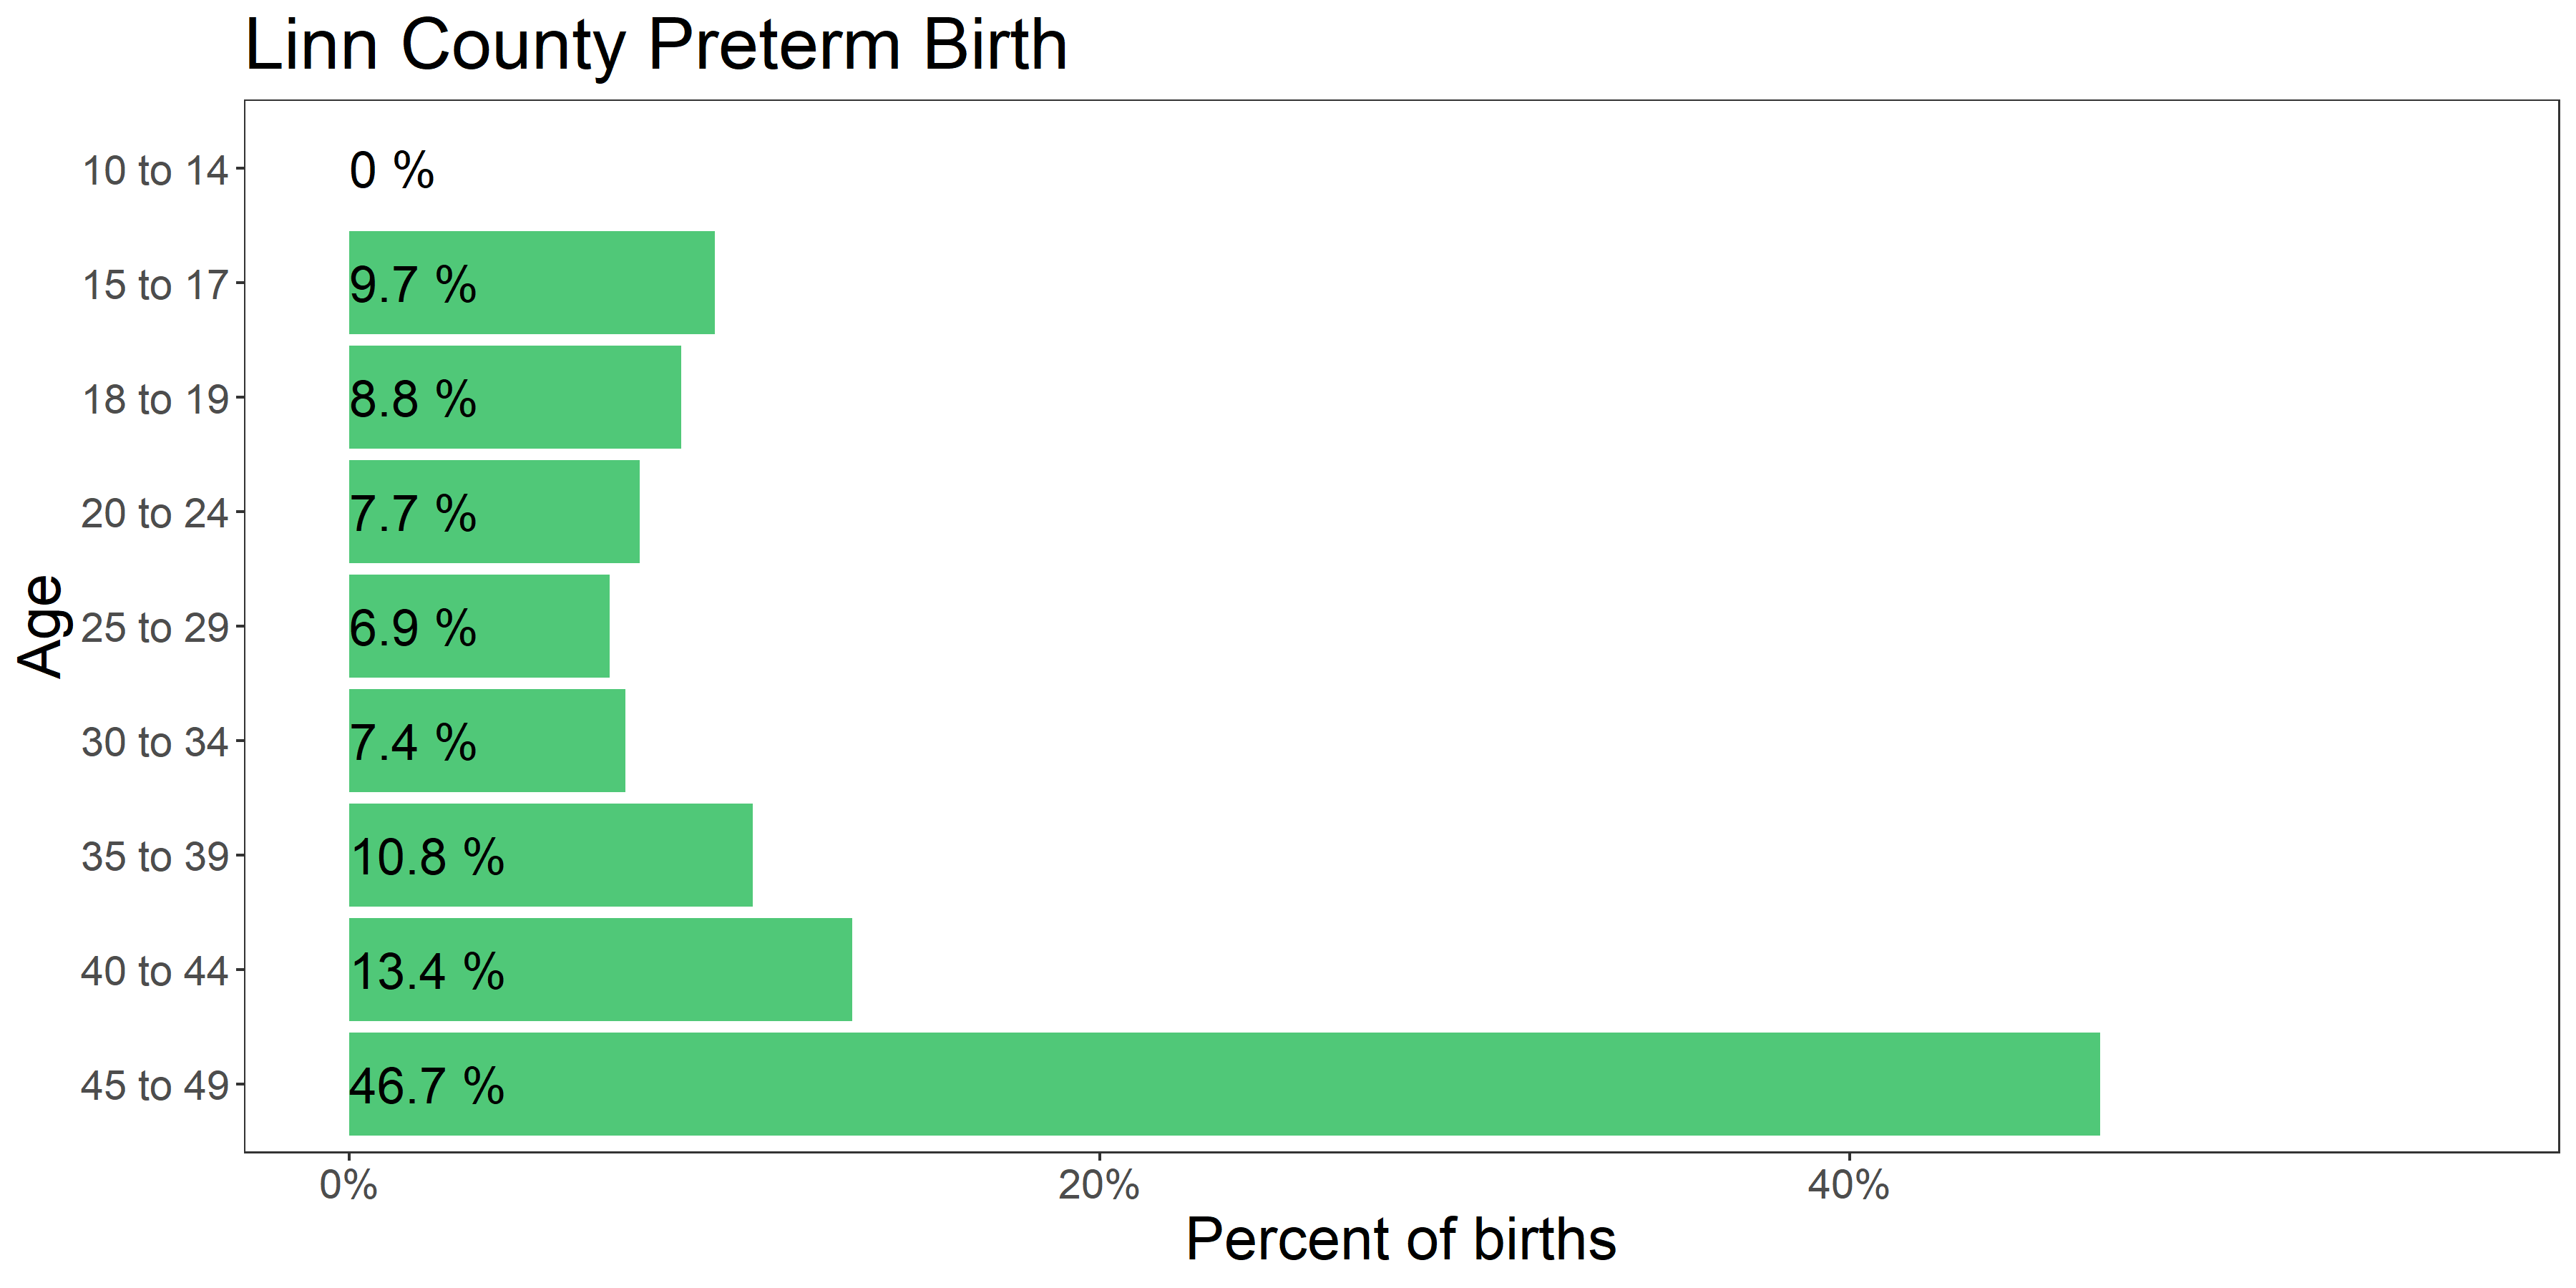 Linn County Preterm Birth
Age
10 to 14
0 %
15 to 17
9.7 %
18 to 19
8.8 %
20 to 24
7.7 %
25 to 29
6.9 %
30 to 34
7.4 %
35 to 39
10.8 %
40 to 44
13.4 %
45 to 49
46.7 %
0%
20%
40%
Percent of births